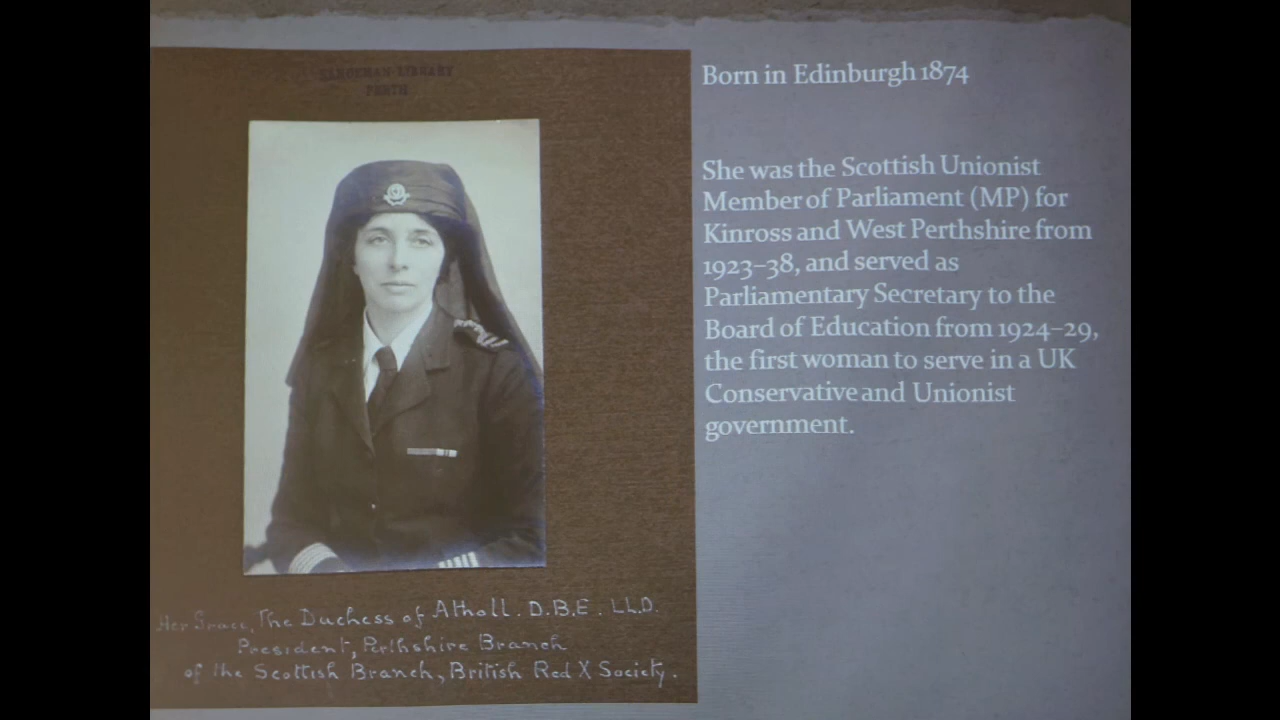 SANDEMAN LIBRARY
PERTH
Her Grace, The Duchess of Atholl. D.B.E. LL.D.
President, Perthshire Branch
of the Scottish Branch, British Red X Society.
Born in Edinburgh 1874
She was the Scottish Unionist
Member of Parliament (MP) for
Kinross and West Perthshire from
1923–38, and served as
Parliamentary Secretary to the
Board of Education from 1924–29,
the first woman to serve in a UK
Conservative and Unionist
government.